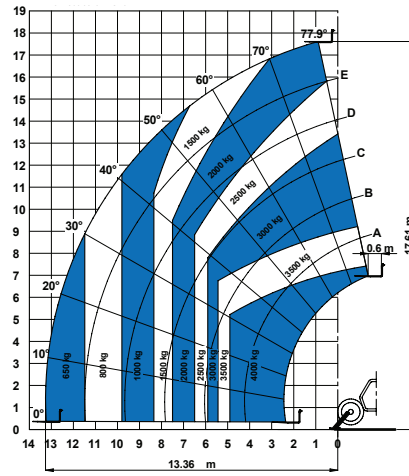 19
18
17
16
15
14
13
12
11
10
9
8
7
6
5
4
3
2
1
0
77.9°
70°
60°
50°
40°
30°
20°
10°
0°
E
D
C
B
A
1500 kg
2000 kg
2500 kg
3000 kg
3500 kg
0.6 m
17.61 m
650 kg
800 kg
1000 kg
1500 kg
2000 kg
2500 kg
3000 kg
3500 kg
4000 kg
14 13 12 11 10 9 8 7 6 5 4 3 2 1 0
13.36 m